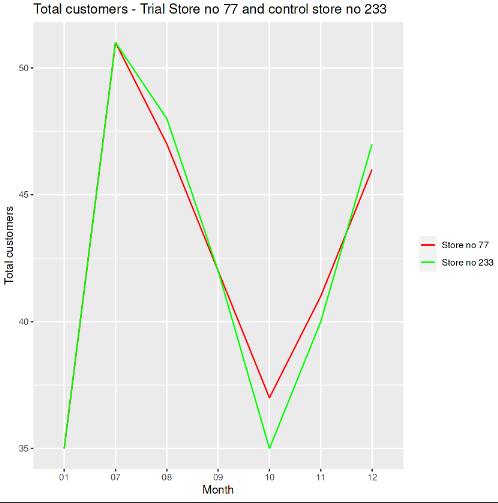 Total customers - Trial Store no 77 and control store no 233
50
45
40
35
Total customers
01 07 08 09 10 11 12
Month
Store no 77
Store no 233